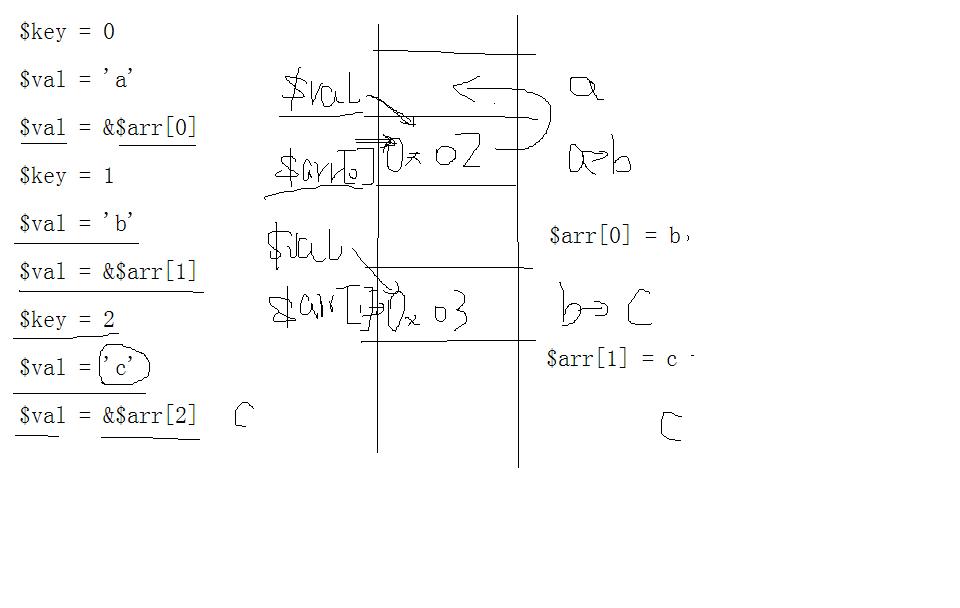 $key = 0
$val = 'a'
$val = &$arr[0]
$key = 1
$val = 'b'
$val = &$arr[1]
$key = 2
$val = 'c'
$val = &$arr[2] C
$val
$arr[0] 0x02
$val
$arr[1] 0x03
a
a→b
$arr[0] = b,
b→C
$arr[1] = c
C